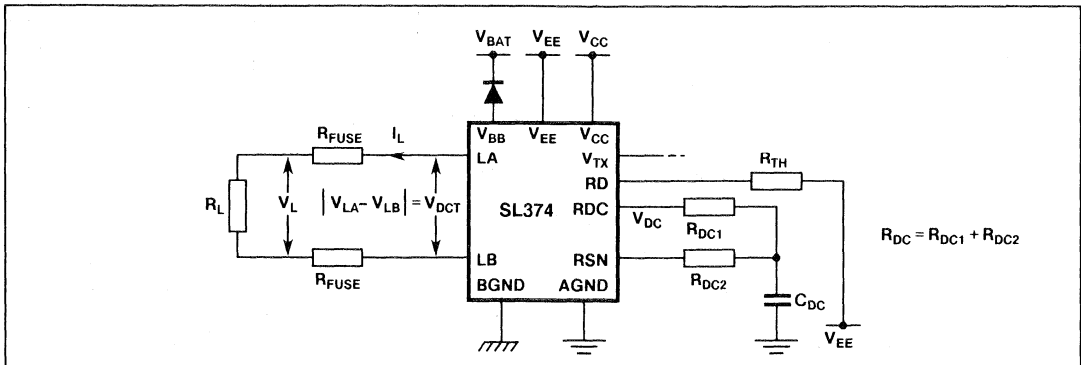 V_BAT V_EE V_CC
R_FUSE I_L V_BB V_EE V_CC
LA V_TX
R_TH
RD
R_L V_L |V_LA – V_LB| = V_DCT SL374 RDC V_DC R_DC1 R_DC = R_DC1 + R_DC2
LB RSN
R_FUSE R_DC2
BGND AGND C_DC
V_EE